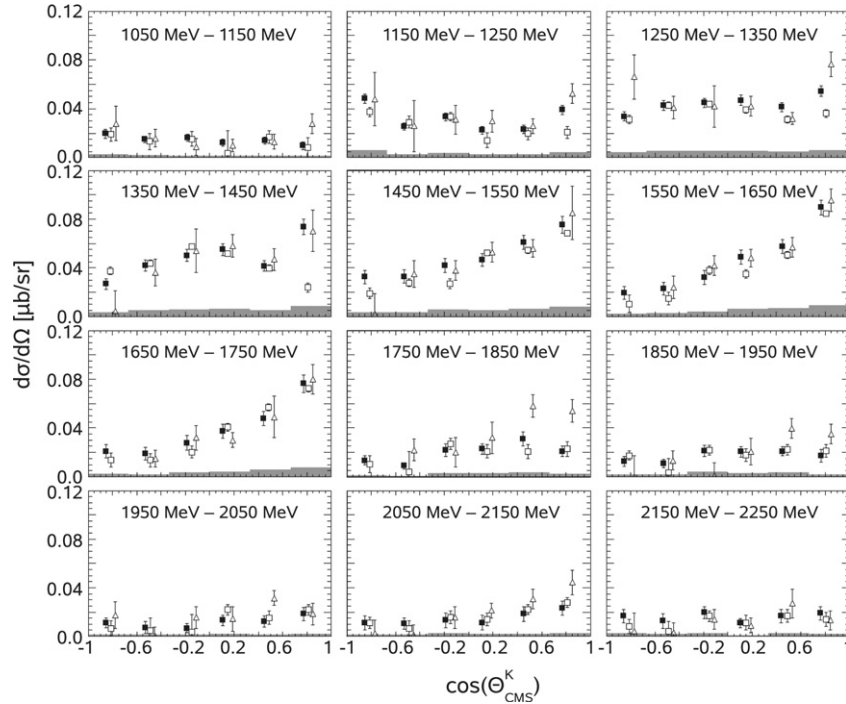 0.12
0.08
0.04
0.0
1050 MeV – 1150 MeV
1150 MeV – 1250 MeV
1250 MeV – 1350 MeV
0.12
0.08
0.04
0.0
1350 MeV – 1450 MeV
1450 MeV – 1550 MeV
1550 MeV – 1650 MeV
dσ/dΩ [μb/sr]
0.12
0.08
0.04
0.0
1650 MeV – 1750 MeV
1750 MeV – 1850 MeV
1850 MeV – 1950 MeV
0.12
0.08
0.04
0.0
1950 MeV – 2050 MeV
2050 MeV – 2150 MeV
2150 MeV – 2250 MeV
-1 -0.6 -0.2 0.2 0.6 1
-1 -0.6 -0.2 0.2 0.6 1
-1 -0.6 -0.2 0.2 0.6 1
cos(Θ^K_CMS)